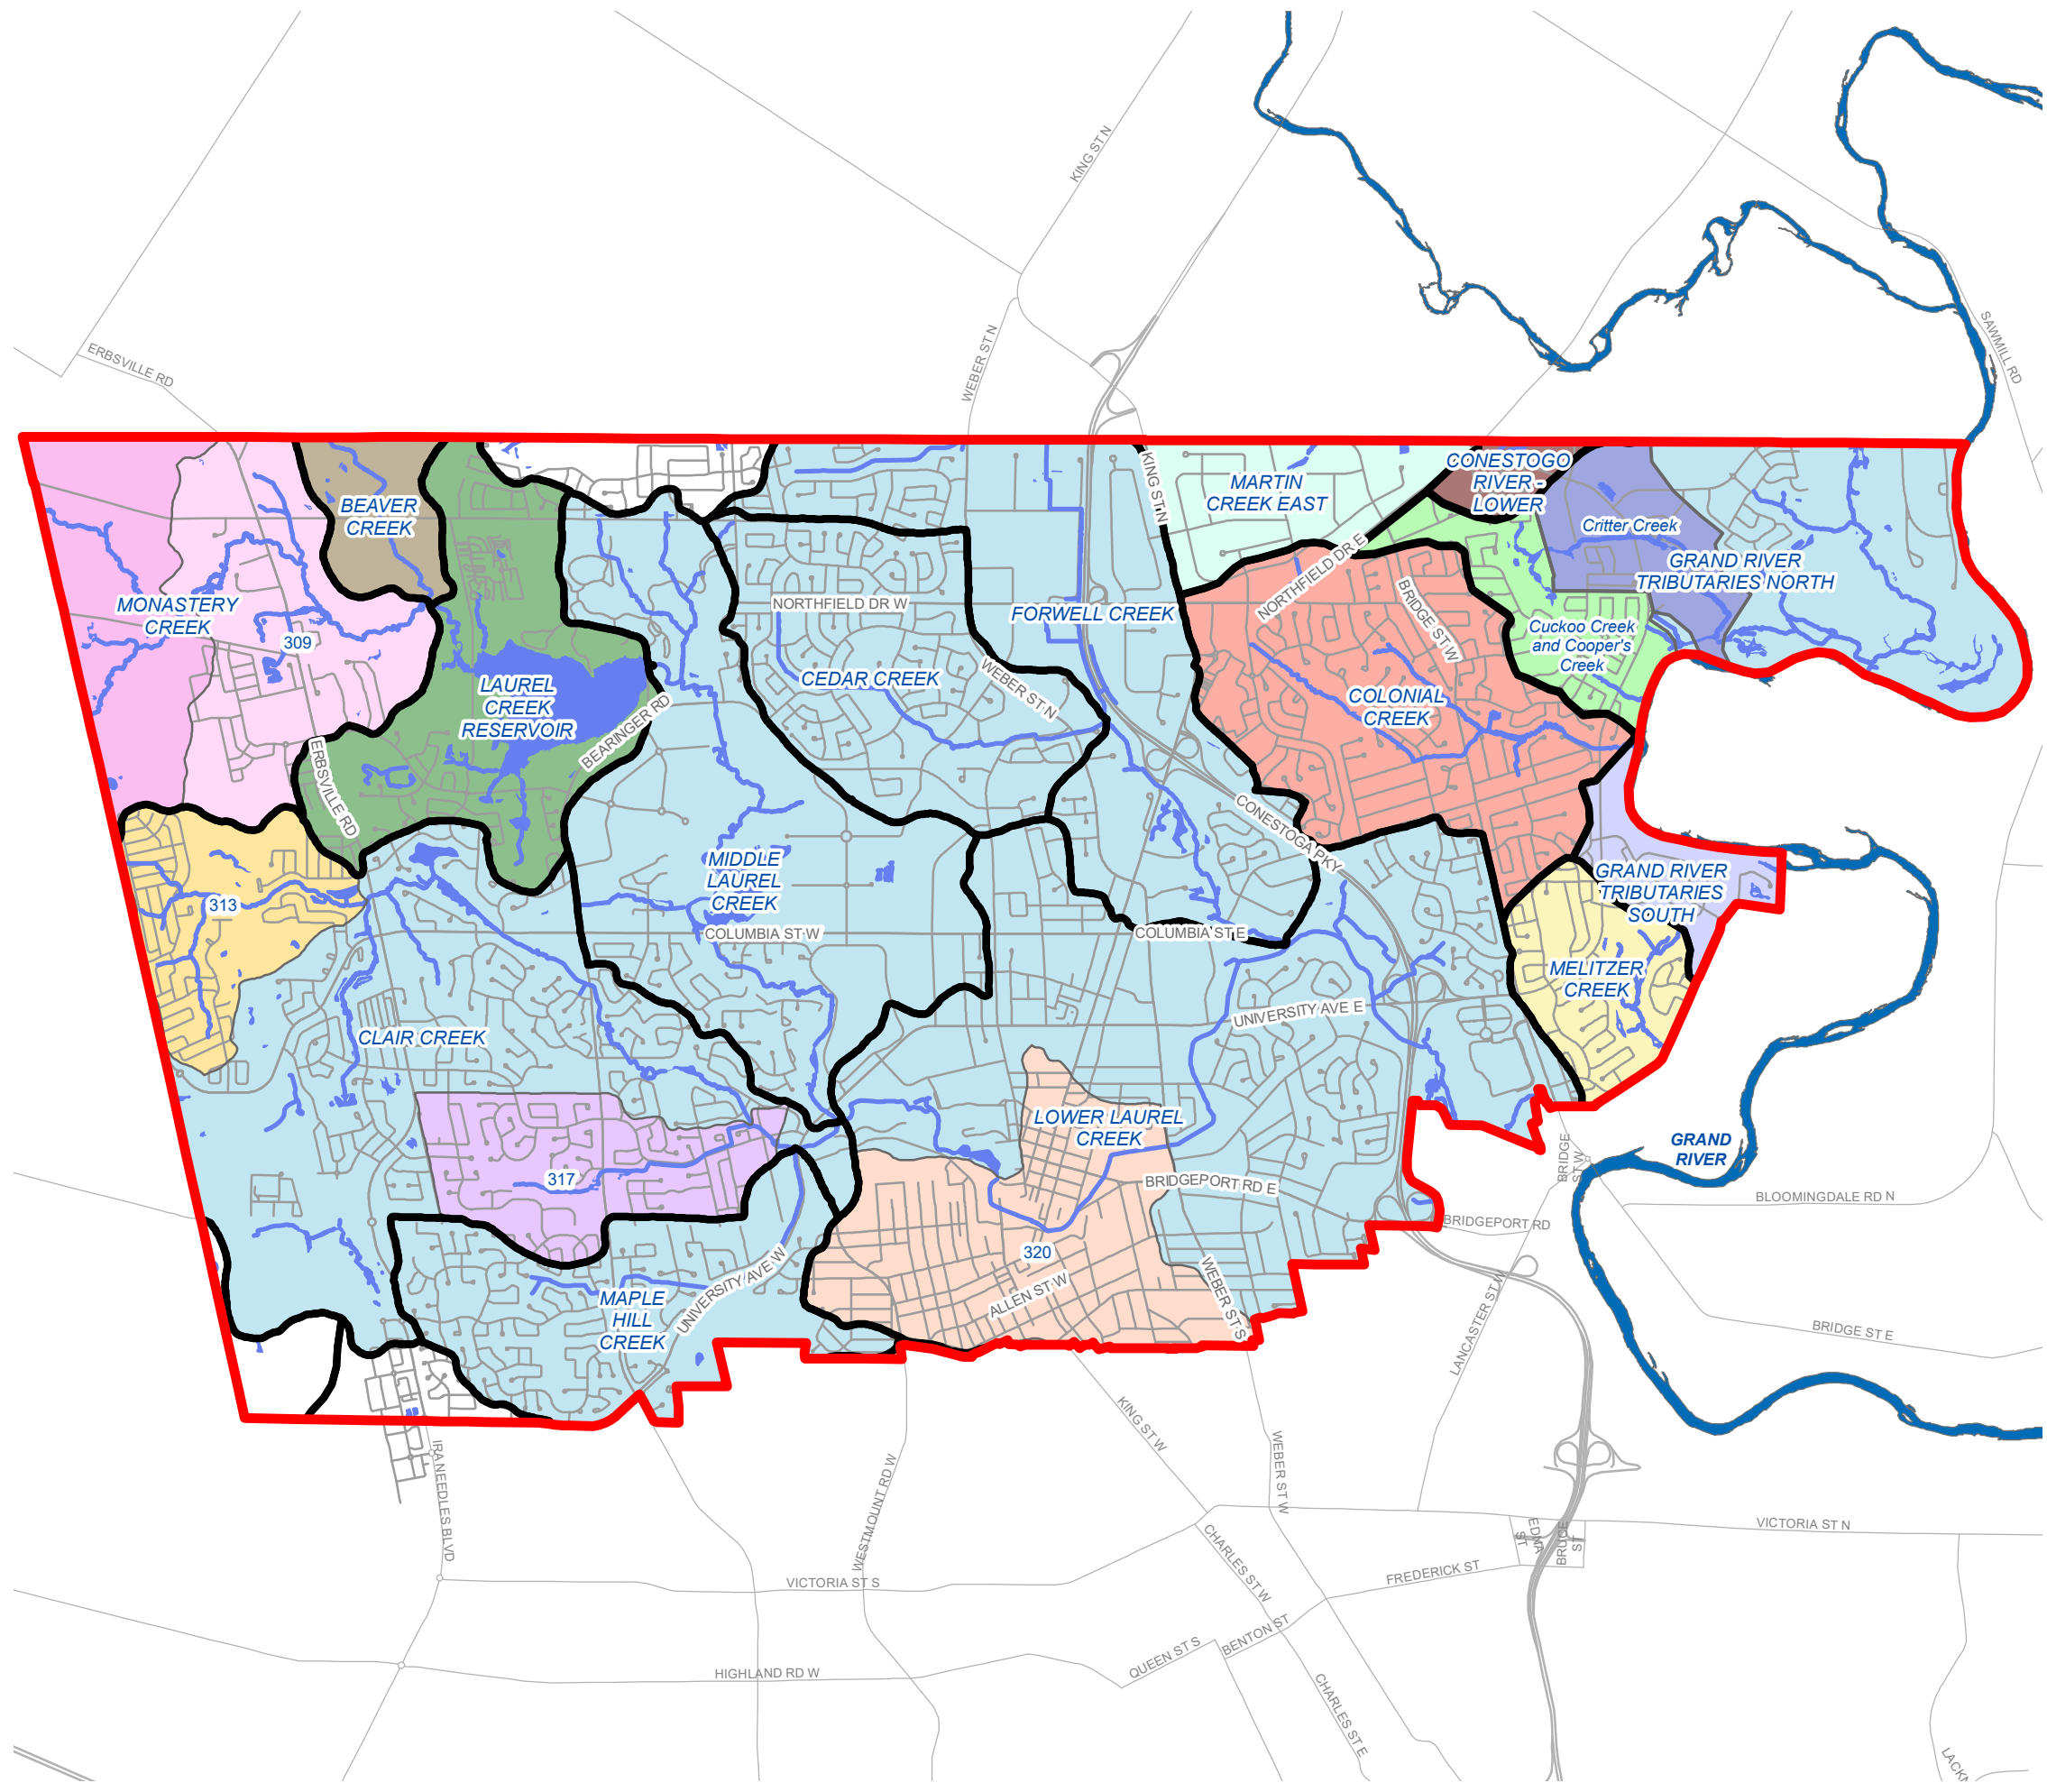 KING ST N
WEBER ST N
SAWMILL RD
ERBSVILLE RD
KING ST N
MARTIN
CREEK EAST
CONESTOGO
RIVER -
LOWER
BEAVER
CREEK
Critter Creek
GRAND RIVER
TRIBUTARIES NORTH
NORTHFIELD DR E
MONASTERY
CREEK
309
NORTHFIELD DR W
FORWELL CREEK
BRIDGE ST W
Cuckoo Creek
and Cooper's
Creek
CEDAR CREEK
WEBER ST N
LAUREL
CREEK
RESERVOIR
BEARINGER RD
COLONIAL
CREEK
ERBSVILLE RD
CONESTOGA PKY
MIDDLE
LAUREL
CREEK
GRAND RIVER
TRIBUTARIES
SOUTH
313
COLUMBIA ST W
COLUMBIA ST E
MELITZER
CREEK
UNIVERSITY AVE E
CLAIR CREEK
LOWER LAUREL
CREEK
GRAND
RIVER
BRIDGE
ST W
317
BRIDGEPORT RD E
BLOOMINGDALE RD N
BRIDGEPORT RD
320
UNIVERSITY AVE W
ALLEN ST W
WEBER ST S
MAPLE
HILL
CREEK
LANCASTER ST W
BRIDGE ST E
KING ST W
IRA NEEDLES BLVD
WESTMOUNT RD W
WEBER ST W
CHARLES ST W
EDNA
ST
BRUCE
ST
VICTORIA ST N
VICTORIA ST S
FREDERICK ST
BENTON ST
QUEEN ST S
HIGHLAND RD W
CHARLES ST E